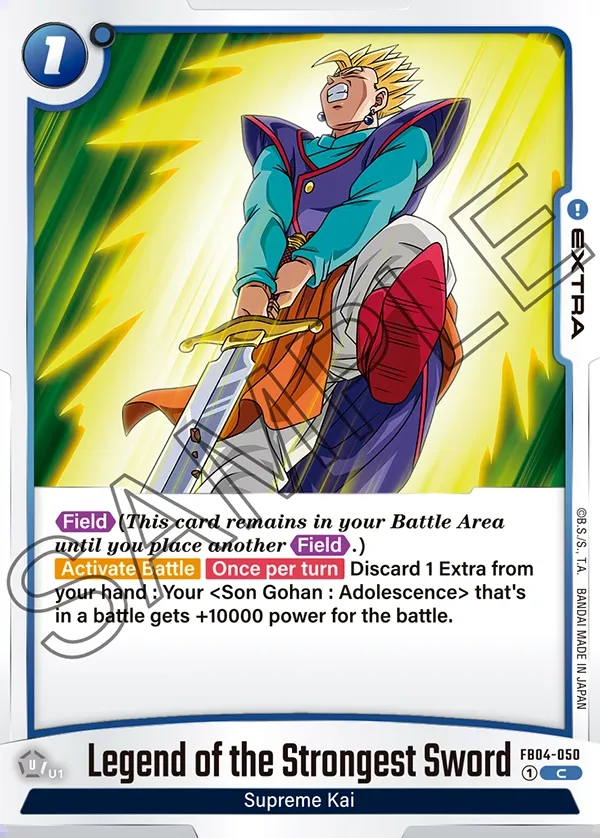 1
! EXTRA
SAMPLE
Field (This card remains in your Battle Area
until you place another Field.)
Activate Battle Once per turn Discard 1 Extra from
your hand : Your <Son Gohan : Adolescence> that's
in a battle gets +10000 power for the battle.
©B.S./S., T.A. BANDAI MADE IN JAPAN
U/U1
Legend of the Strongest Sword
FB04-050
1 C
Supreme Kai